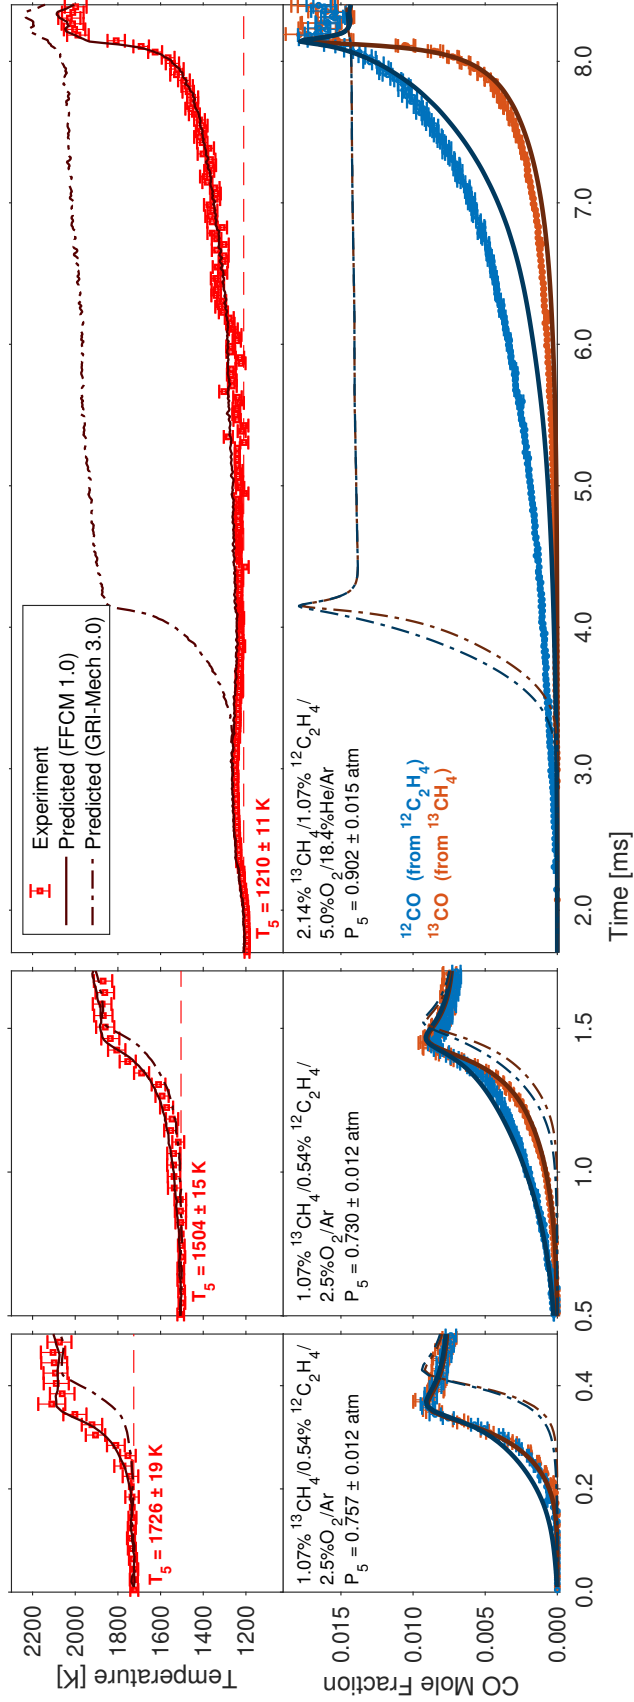 2200
2000
1800
1600
1400
1200
Temperature [K]
T5 = 1726 ± 19 K
T5 = 1504 ± 15 K
T5 = 1210 ± 11 K
Experiment
Predicted (FFCM 1.0)
Predicted (GRI-Mech 3.0)
1.07% ¹³CH₄/0.54% ¹²C₂H₄/
2.5%O₂/Ar
P₅ = 0.757 ± 0.012 atm
1.07% ¹³CH₄/0.54% ¹²C₂H₄/
2.5%O₂/Ar
P₅ = 0.730 ± 0.012 atm
2.14% ¹³CH₄/1.07% ¹²C₂H₄/
5.0%O₂/18.4%He/Ar
P₅ = 0.902 ± 0.015 atm
¹²CO (from ¹²C₂H₄)
¹³CO (from ¹³CH₄)
0.015
0.010
0.005
0.000
CO Mole Fraction
0.0
0.2
0.4
0.5
1.0
1.5
2.0
3.0
4.0
5.0
6.0
7.0
8.0
Time [ms]